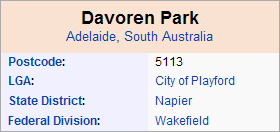 Davoren Park
Adelaide, South Australia
Postcode: 5113
LGA: City of Playford
State District: Napier
Federal Division: Wakefield